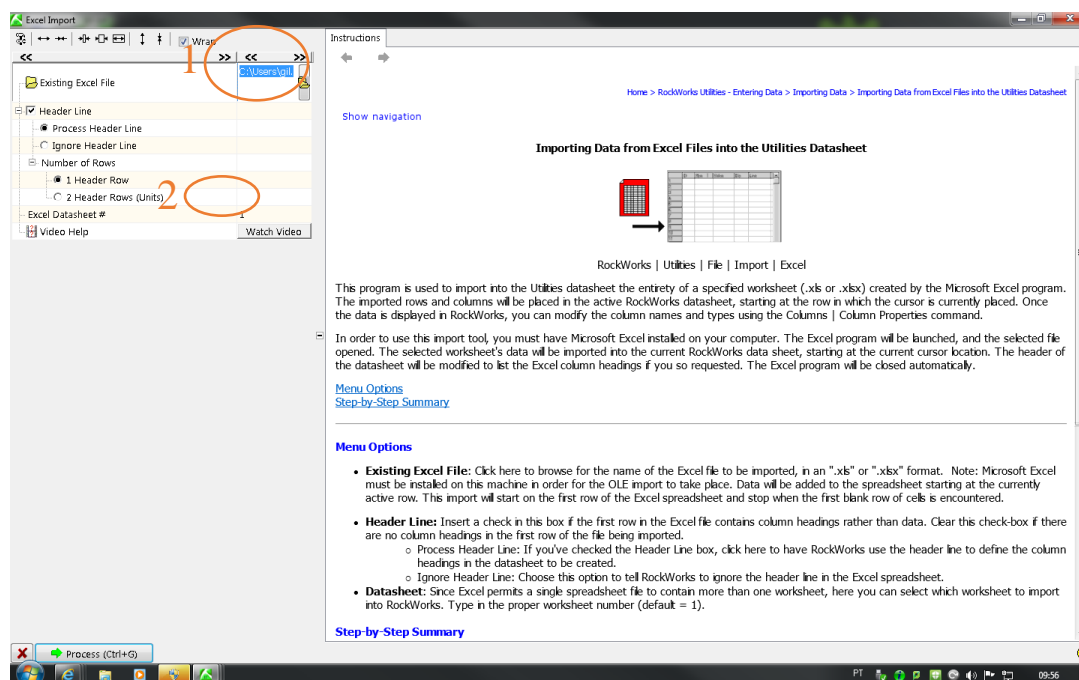 Excel Import
Wrap
<< >> << >>
Existing Excel File C:\Users\gil.
Header Line
Process Header Line
Ignore Header Line
Number of Rows
1 Header Row
2 Header Rows (Units)
Excel Datasheet # 1
Video Help Watch Video
1
2
Instructions
Home > RockWorks Utilities - Entering Data > Importing Data > Importing Data from Excel Files into the Utilities Datasheet
Show navigation
Importing Data from Excel Files into the Utilities Datasheet
RockWorks | Utilities | File | Import | Excel
This program is used to import into the Utilities datasheet the entirety of a specified worksheet (.xls or .xlsx) created by the Microsoft Excel program.
The imported rows and columns will be placed in the active RockWorks datasheet, starting at the row in which the cursor is currently placed. Once
the data is displayed in RockWorks, you can modify the column names and types using the Columns | Column Properties command.
In order to use this import tool, you must have Microsoft Excel installed on your computer. The Excel program will be launched, and the selected file
opened. The selected worksheet's data will be imported into the current RockWorks data sheet, starting at the current cursor location. The header of
the datasheet will be modified to list the Excel column headings if you so requested. The Excel program will be closed automatically.
Menu Options
Step-by-Step Summary
Menu Options
• Existing Excel File: Click here to browse for the name of the Excel file to be imported, in an ".xls" or ".xlsx" format. Note: Microsoft Excel
must be installed on this machine in order for the OLE import to take place. Data will be added to the spreadsheet starting at the currently
active row. This import will start on the first row of the Excel spreadsheet and stop when the first blank row of cells is encountered.
• Header Line: Insert a check in this box if the first row in the Excel file contains column headings rather than data. Clear this check-box if there
are no column headings in the first row of the file being imported.
○ Process Header Line: If you've checked the Header Line box, click here to have RockWorks use the header line to define the column
headings in the datasheet to be created.
○ Ignore Header Line: Choose this option to tell RockWorks to ignore the header line in the Excel spreadsheet.
• Datasheet: Since Excel permits a single spreadsheet file to contain more than one worksheet, here you can select which worksheet to import
into RockWorks. Type in the proper worksheet number (default = 1).
Step-by-Step Summary
Process (Ctrl+G)
PT 09:56